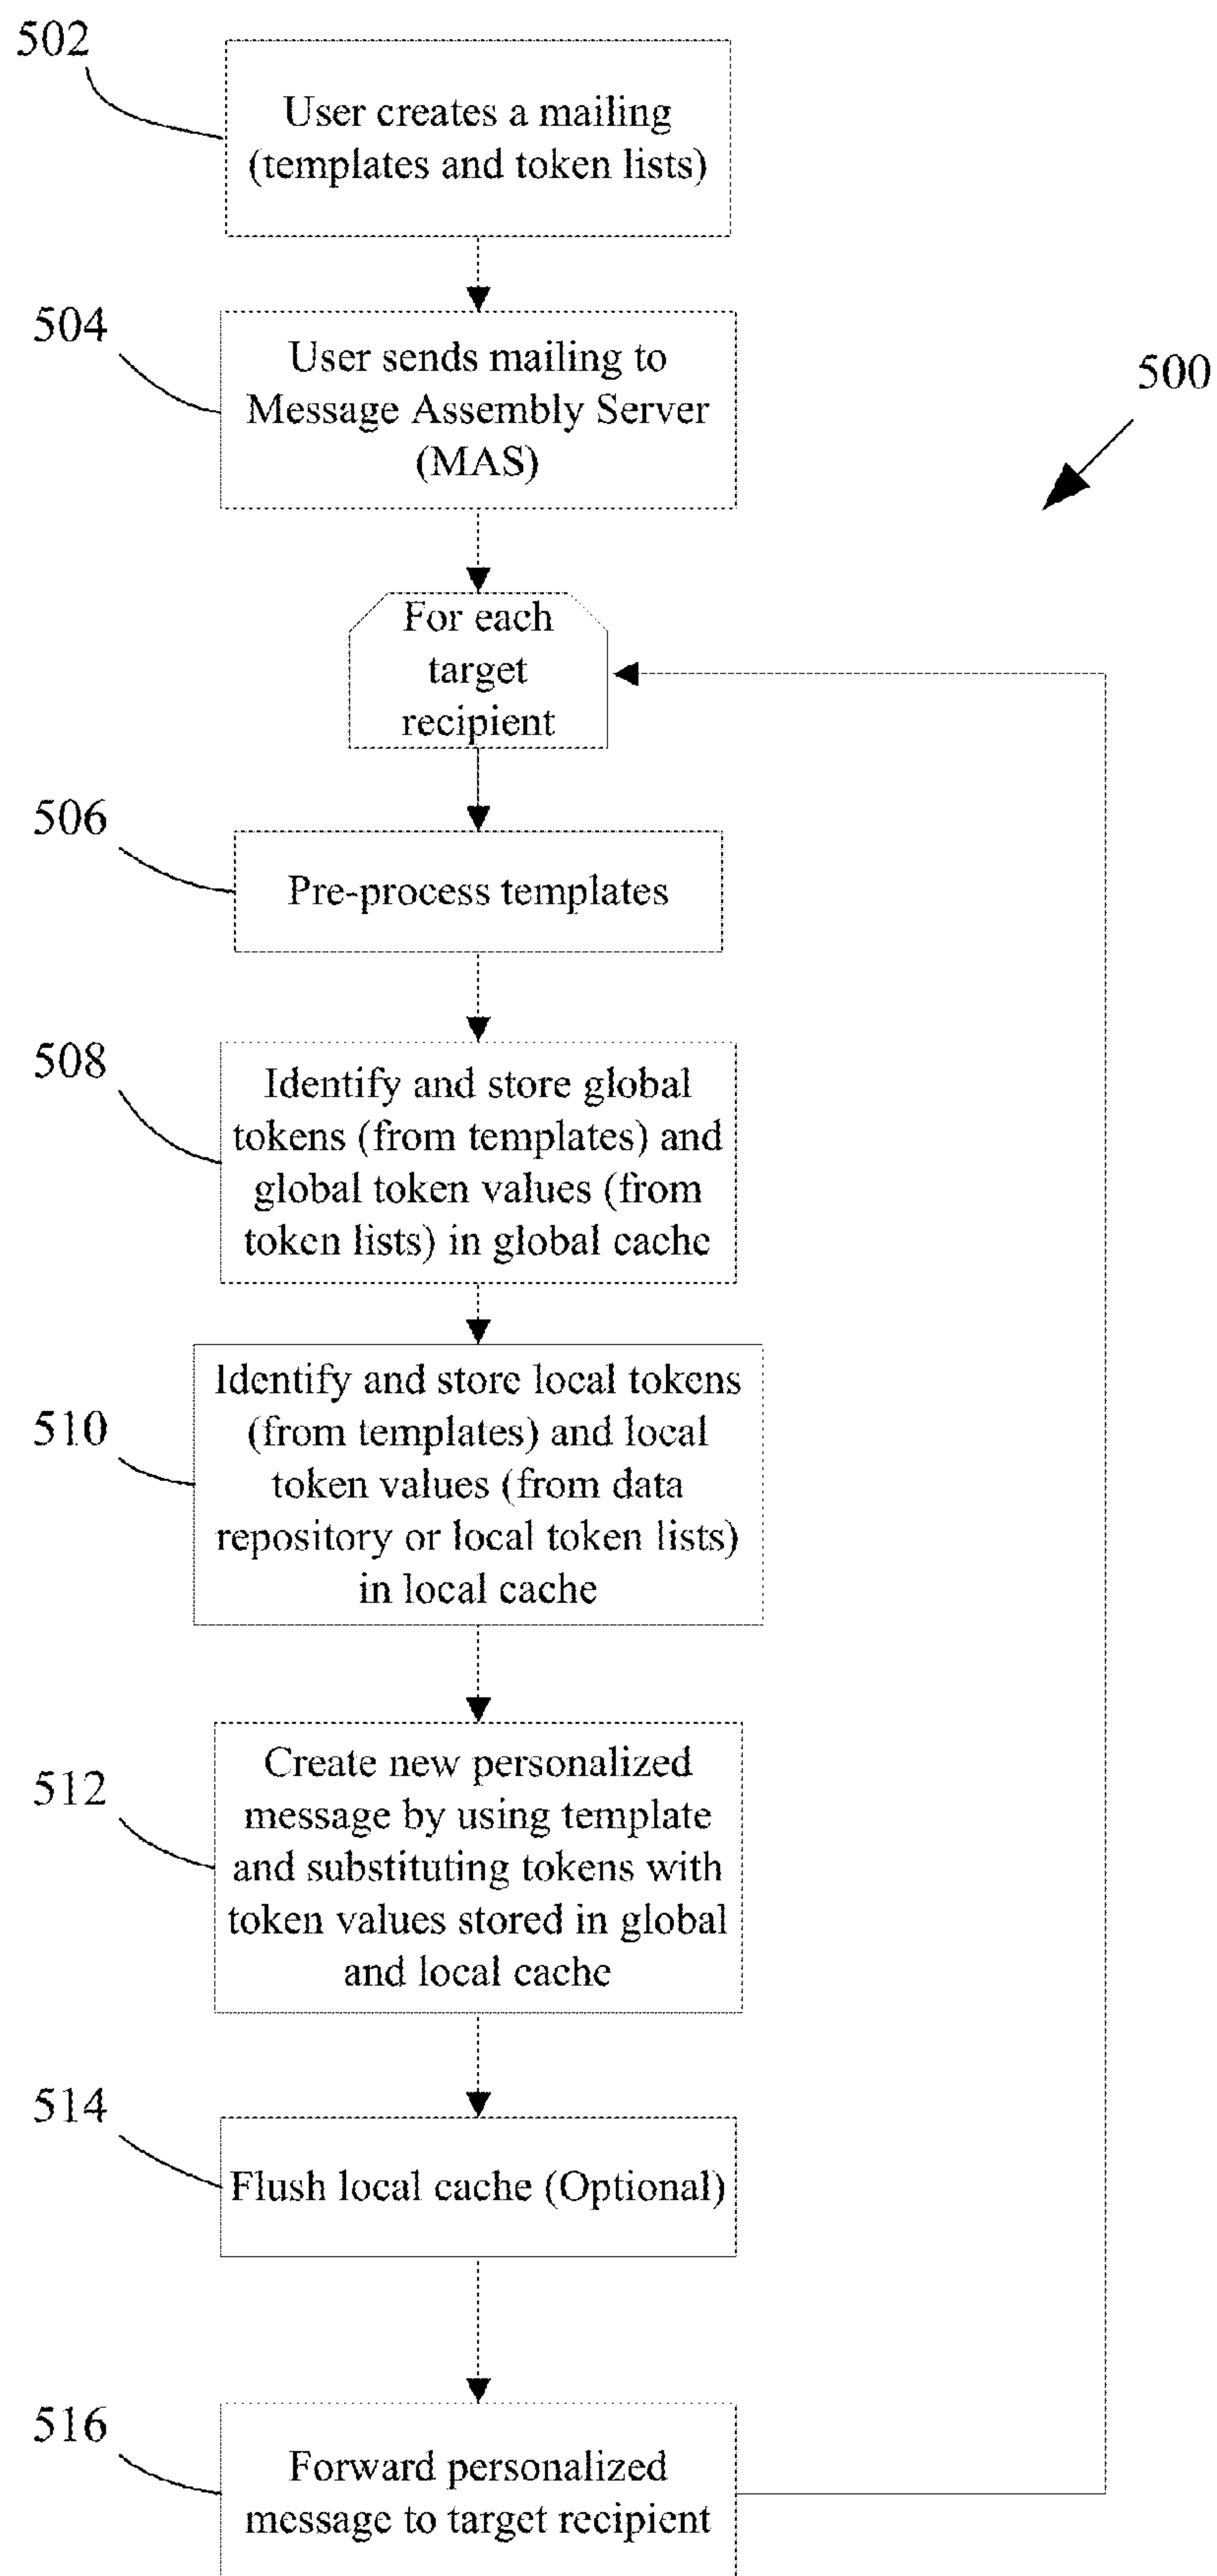 502
User creates a mailing
(templates and token lists)
504
User sends mailing to
Message Assembly Server
(MAS)
500
For each
target
recipient
506
Pre-process templates
508
Identify and store global
tokens (from templates) and
global token values (from
token lists) in global cache
510
Identify and store local tokens
(from templates) and local
token values (from data
repository or local token lists)
in local cache
512
Create new personalized
message by using template
and substituting tokens with
token values stored in global
and local cache
514
Flush local cache (Optional)
516
Forward personalized
message to target recipient